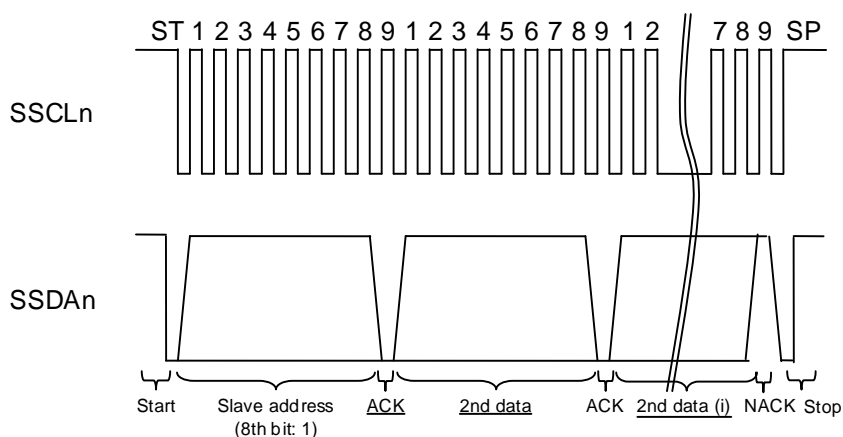 ST 1 2 3 4 5 6 7 8 9 1 2 3 4 5 6 7 8 9 1 2 7 8 9 SP
SSCLn
SSDAn
Start Slave address ACK 2nd data ACK 2nd data (i) NACK Stop
(8th bit: 1)